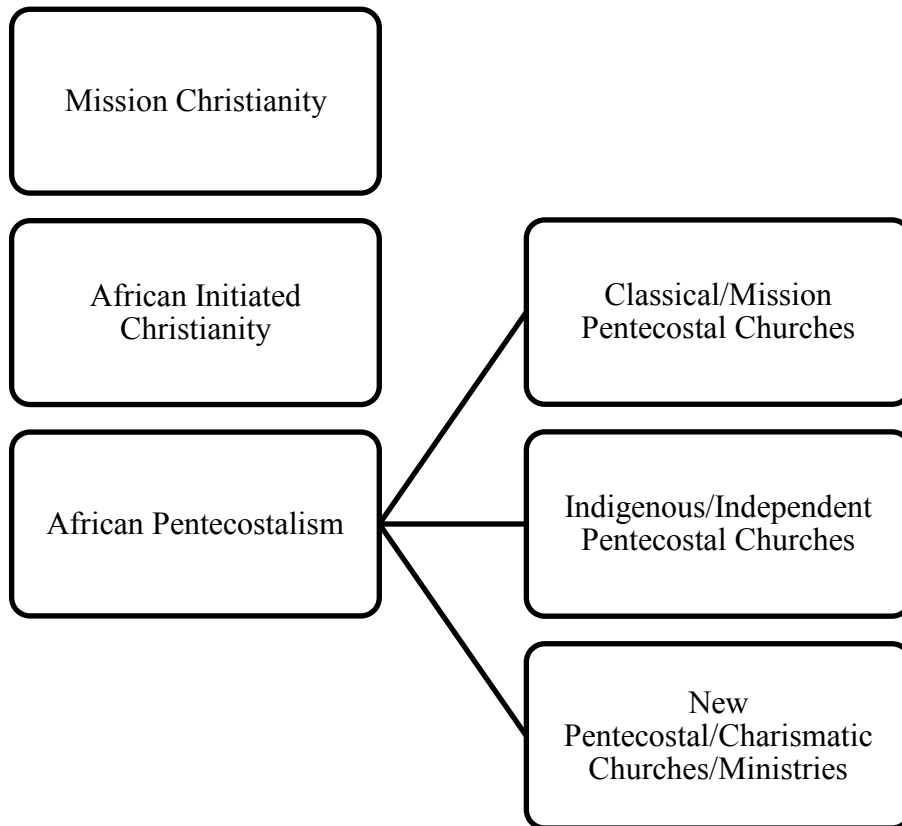 Mission Christianity
African Initiated
Christianity
Classical/Mission
Pentecostal Churches
African Pentecostalism
Indigenous/Independent
Pentecostal Churches
New
Pentecostal/Charismatic
Churches/Ministries